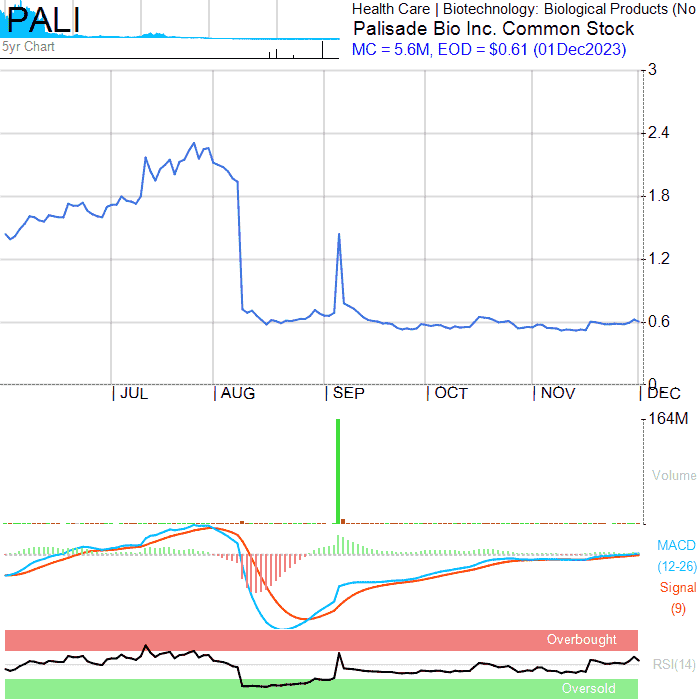 PALI
5yr Chart
Health Care | Biotechnology: Biological Products (No
Palisade Bio Inc. Common Stock
MC = 5.6M, EOD = $0.61 (01Dec2023)
3
2.4
1.8
1.2
0.6
0
JUL AUG SEP OCT NOV DEC
164M
Volume
MACD
(12-26)
Signal
(9)
Overbought
RSI(14)
Oversold